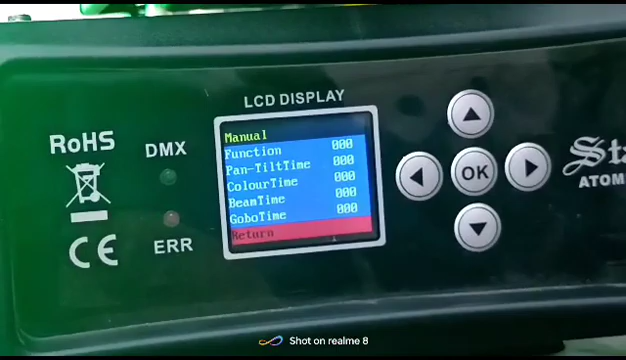 LCD DISPLAY
RoHS
DMX
ERR
CE
Manual
Function 000
Pan-TiltTime 000
ColourTime 000
BeamTime 000
GoboTime 000
Return
OK
Sta
ATOM
Shot on realme 8